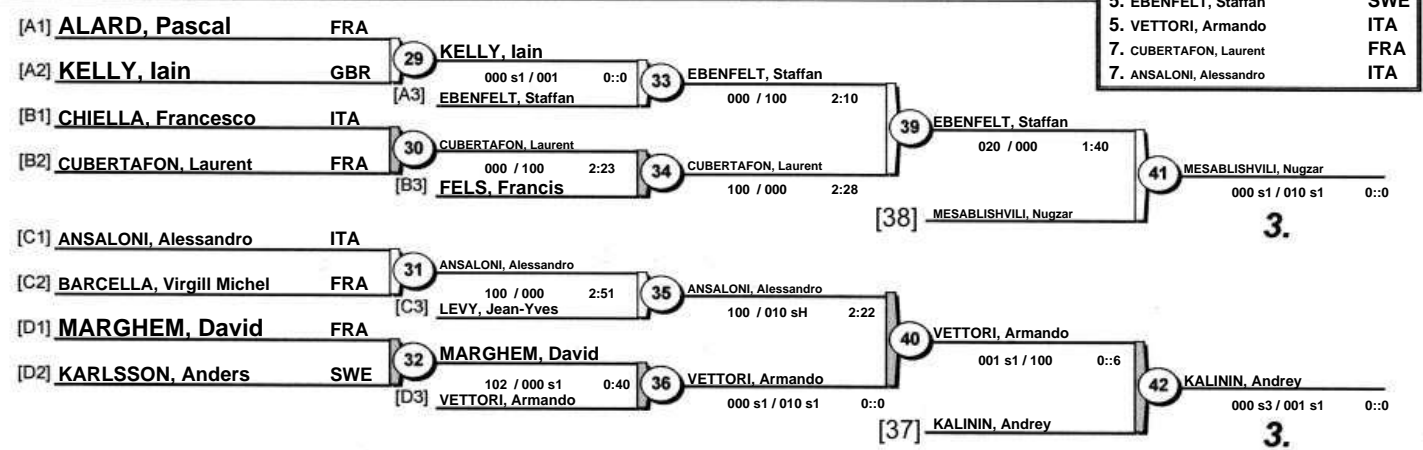 5. EBENFELT, Staffan SWE
5. VETTORI, Armando ITA
7. CUBERTAFON, Laurent FRA
7. ANSALONI, Alessandro ITA
[A1] ALARD, Pascal FRA
29 KELLY, Iain
[A2] KELLY, Iain GBR
000 s1 / 001 0::0
33 EBENFELT, Staffan
[A3] EBENFELT, Staffan
000 / 100 2:10
[B1] CHIELLA, Francesco ITA
39 EBENFELT, Staffan
30 CUBERTAFON, Laurent
020 / 000 1:40
[B2] CUBERTAFON, Laurent FRA
000 / 100 2:23
34 CUBERTAFON, Laurent
41 MESABLISHVILI, Nugzar
[B3] FELS, Francis
100 / 000 2:28
000 s1 / 010 s1 0::0
[38] MESABLISHVILI, Nugzar
3.
[C1] ANSALONI, Alessandro ITA
31 ANSALONI, Alessandro
[C2] BARCELLA, Virgill Michel FRA
100 / 000 2:51
35 ANSALONI, Alessandro
[C3] LEVY, Jean-Yves
100 / 010 sH 2:22
[D1] MARGHEM, David FRA
40 VETTORI, Armando
32 MARGHEM, David
001 s1 / 100 0::6
[D2] KARLSSON, Anders SWE
102 / 000 s1 0:40
36 VETTORI, Armando
42 KALININ, Andrey
[D3] VETTORI, Armando
000 s1 / 010 s1 0::0
000 s3 / 001 s1 0::0
[37] KALININ, Andrey
3.